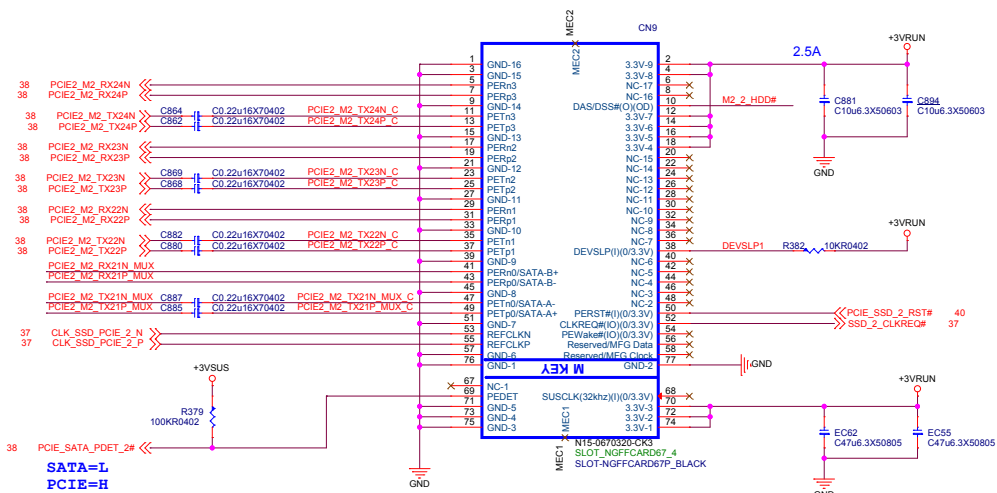 MEC2
CN9
MEC2
+3VRUN
2.5A
1 GND-16 3.3V-9 2
3 GND-15 3.3V-8 4
38 PCIE2_M2_RX24N 5 PERn3 NC-17 6
38 PCIE2_M2_RX24P 7 PERp3 NC-16 8
9 GND-14 DAS/DSS#(O)(OD) 10 M2_2_HDD#
38 PCIE2_M2_TX24N C864 C0.22u16X70402 PCIE2_M2_TX24N_C 11 PETn3 3.3V-7 12
38 PCIE2_M2_TX24P C862 C0.22u16X70402 PCIE2_M2_TX24P_C 13 PETp3 3.3V-6 14
C881 C10u6.3X50603
C894 C10u6.3X50603
15 GND-13 3.3V-5 16
38 PCIE2_M2_RX23N 17 PERn2 3.3V-4 18
38 PCIE2_M2_RX23P 19 PERp2 NC-15 20
21 GND-12 NC-14 22
GND
38 PCIE2_M2_TX23N C869 C0.22u16X70402 PCIE2_M2_TX23N_C 23 PETn2 NC-13 24
38 PCIE2_M2_TX23P C868 C0.22u16X70402 PCIE2_M2_TX23P_C 25 PETp2 NC-12 26
27 GND-11 NC-11 28
38 PCIE2_M2_RX22N 29 PERn1 NC-10 30
38 PCIE2_M2_RX22P 31 PERp1 NC-9 32
33 GND-10 NC-8 34
+3VRUN
38 PCIE2_M2_TX22N C882 C0.22u16X70402 PCIE2_M2_TX22N_C 35 PETn1 NC-7 36
38 PCIE2_M2_TX22P C880 C0.22u16X70402 PCIE2_M2_TX22P_C 37 PETp1 DEVSLP(I)(0/3.3V) 38 DEVSLP1 R382 10KR0402
39 GND-9 NC-6 40
PCIE2_M2_RX21N_MUX 41 PERn0/SATA-B+ NC-5 42
PCIE2_M2_RX21P_MUX 43 PERp0/SATA-B- NC-4 44
45 GND-8 NC-3 46
PCIE2_M2_TX21N_MUX C887 C0.22u16X70402 PCIE2_M2_TX21N_MUX_C 47 PETn0/SATA-A- NC-2 48
PCIE2_M2_TX21P_MUX C885 C0.22u16X70402 PCIE2_M2_TX21P_MUX_C 49 PETp0/SATA-A+ PERST#(I)(0/3.3V) 50 PCIE_SSD_2_RST# 40
51 GND-7 CLKREQ#(IO)(0/3.3V) 52 SSD_2_CLKREQ# 37
37 CLK_SSD_PCIE_2_N 53 REFCLKN PEWake#(IO)(0/3.3V) 54
37 CLK_SSD_PCIE_2_P 55 REFCLKP Reserved/MFG Data 56
57 GND-6 Reserved/MFG Clock 58
76 GND-1 GND-2 77 GND
M KEY
+3VSUS
67 NC-1
69 PEDET SUSCLK(32khz)(I)(0/3.3V) 68
71 GND-5 3.3V-3 70
73 GND-4 3.3V-2 72
75 GND-3 3.3V-1 74
MEC1
+3VRUN
R379
100KR0402
EC62 C47u6.3X50805
EC55 C47u6.3X50805
38 PCIE_SATA_PDET_2#
MEC1
N15-0670320-CK3
SLOT_NGFFCARD67_4
SLOT-NGFFCARD67P_BLACK
SATA=L
PCIE=H
GND
GND